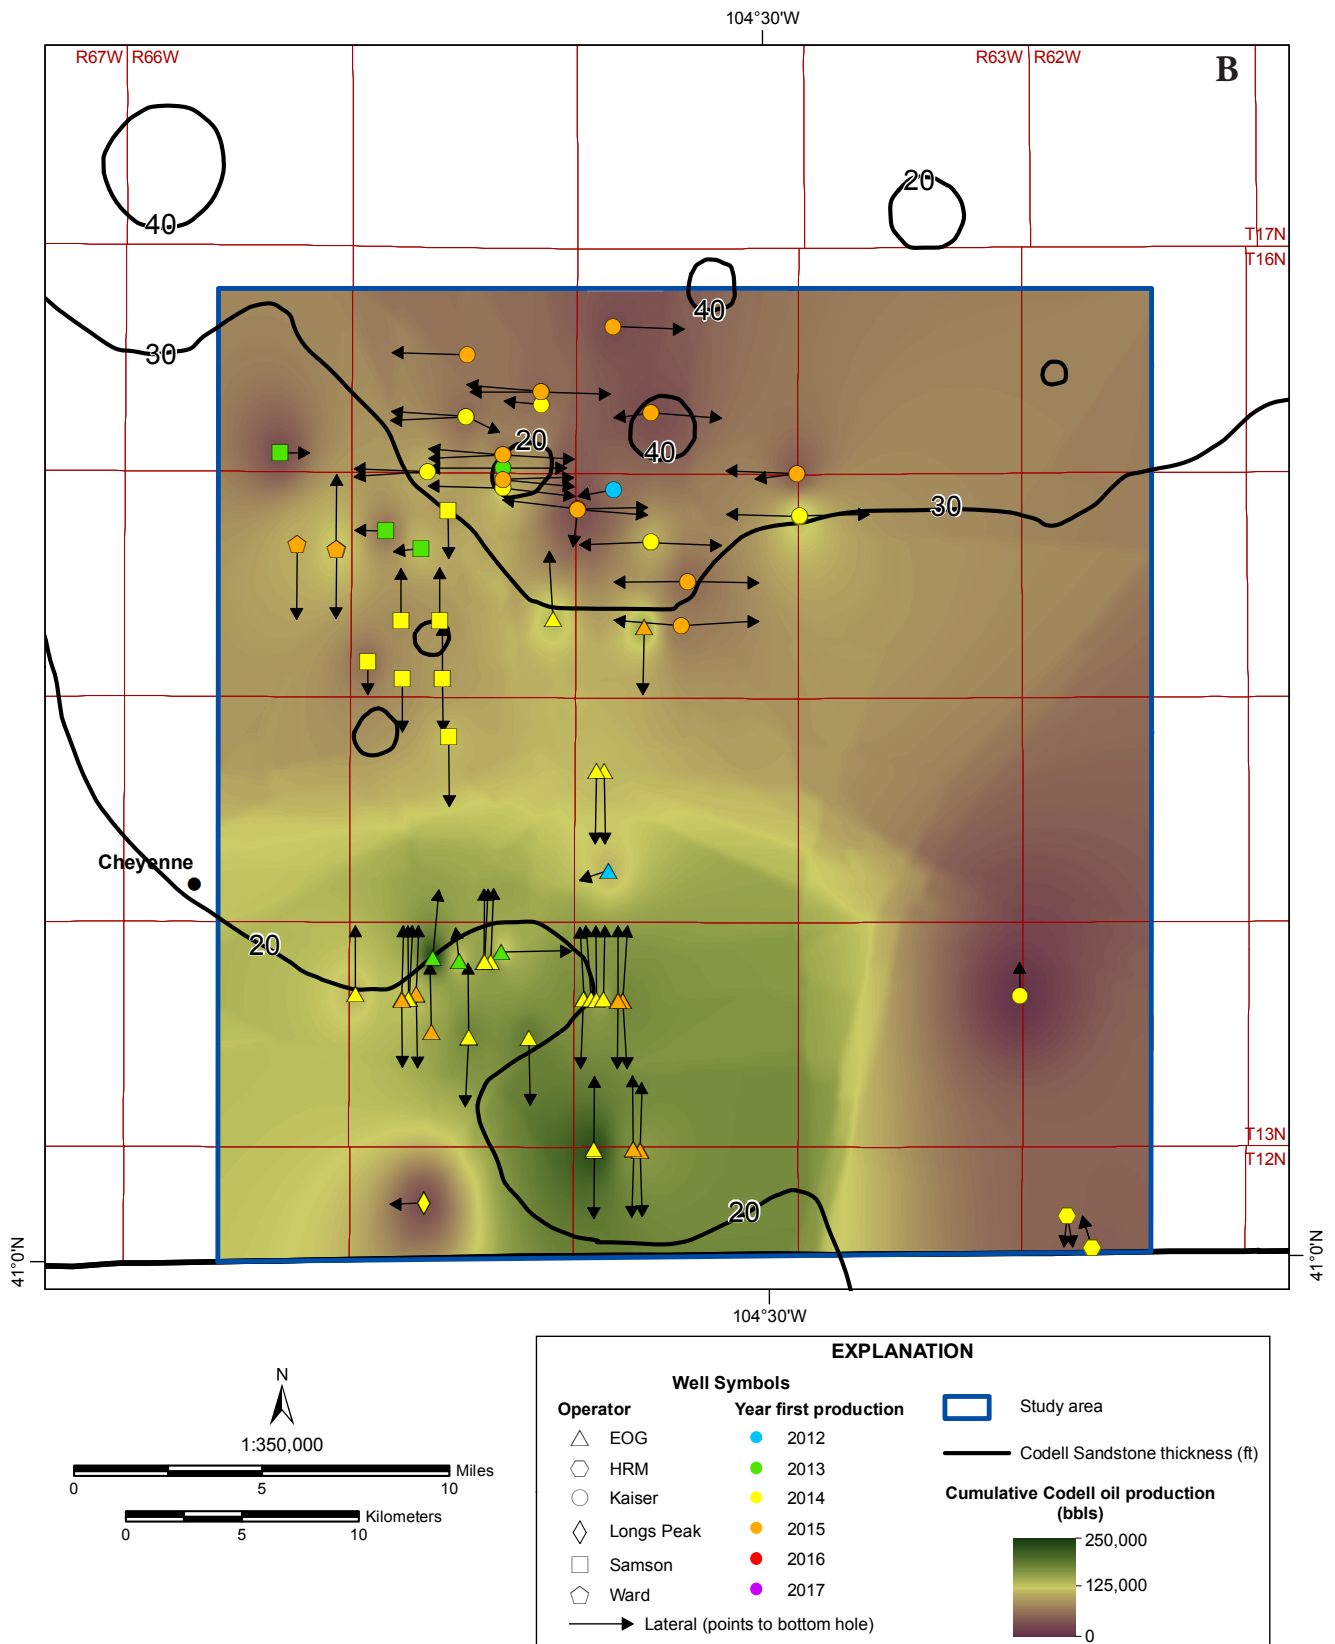 104°30'W
R67W R66W
R63W R62W
B
40
20
T17N
T16N
40
30
20
40
30
Cheyenne
20
T13N
T12N
20
41°0'N
41°0'N
104°30'W
N
1:350,000
Miles
0 5 10
Kilometers
0 5 10
EXPLANATION
Well Symbols
Operator
EOG
HRM
Kaiser
Longs Peak
Samson
Ward
Year first production
2012
2013
2014
2015
2016
2017
Lateral (points to bottom hole)
Study area
Codell Sandstone thickness (ft)
Cumulative Codell oil production
(bbls)
250,000
125,000
0